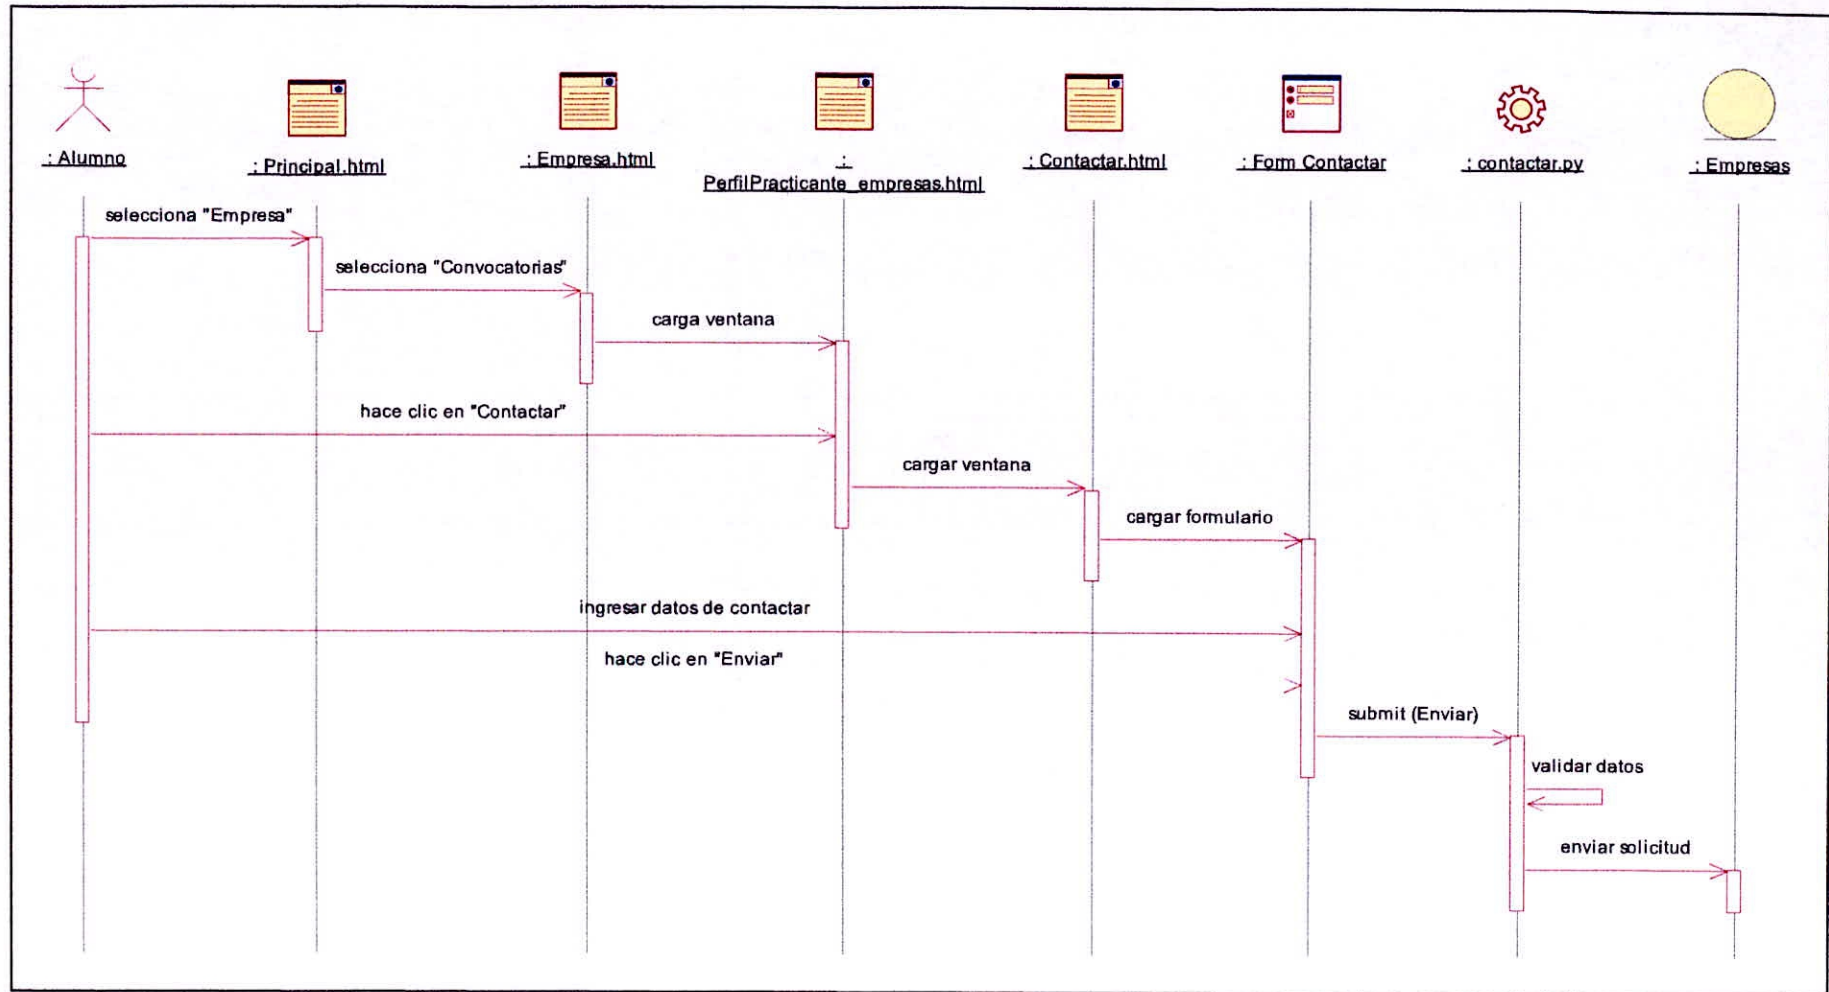 : Alumno
: Principal.html
: Empresa.html
:
PerfilPracticante_empresas.html
: Contactar.html
: Form Contactar
: contactar.py
: Empresas
selecciona "Empresa"
selecciona "Convocatorias"
carga ventana
hace clic en "Contactar"
cargar ventana
cargar formulario
ingresar datos de contactar
hace clic en "Enviar"
submit (Enviar)
validar datos
enviar solicitud